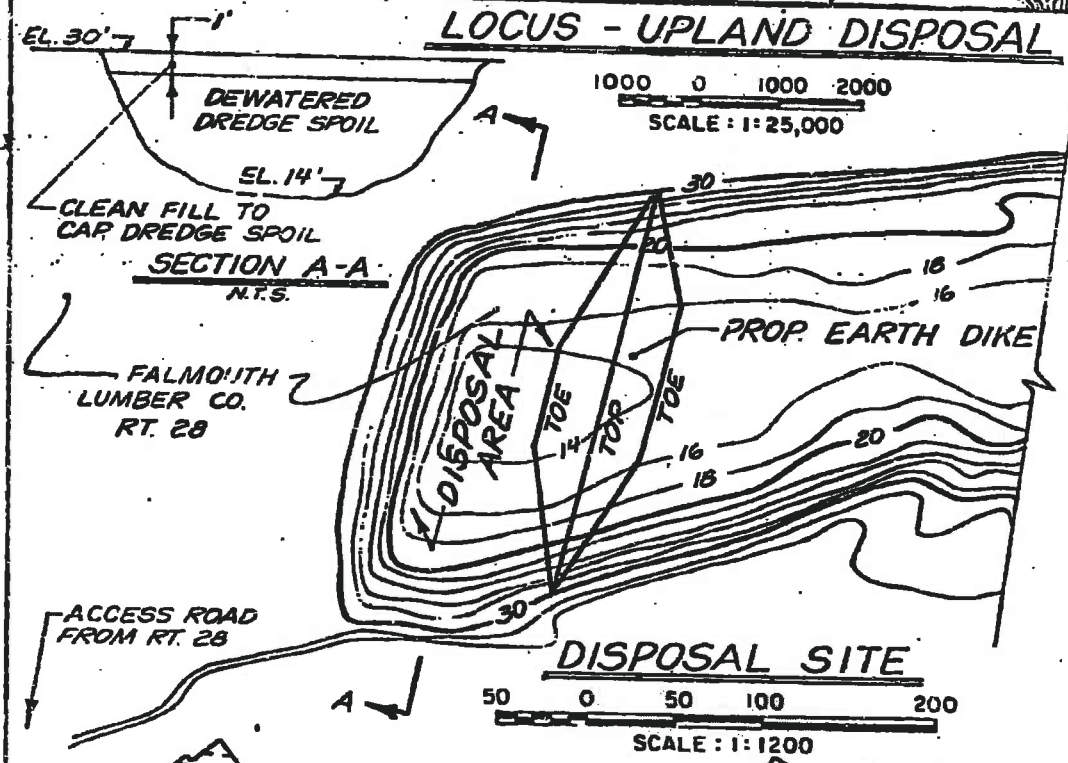 LOCUS - UPLAND DISPOSAL
1000 0 1000 2000
SCALE : 1:25,000
EL. 30'
1'
DEWATERED
DREDGE SPOIL
EL. 14'
CLEAN FILL TO
CAP DREDGE SPOIL
SECTION A-A
N.T.S.
A
30
20
18
16
PROP. EARTH DIKE
FALMOUTH
LUMBER CO.
RT. 28
DISPOSAL
AREA
TOE
TOP
TOE
14
16
18
20
30
ACCESS ROAD
FROM RT. 28
A
DISPOSAL SITE
50 0 50 100 200
SCALE : 1:1200